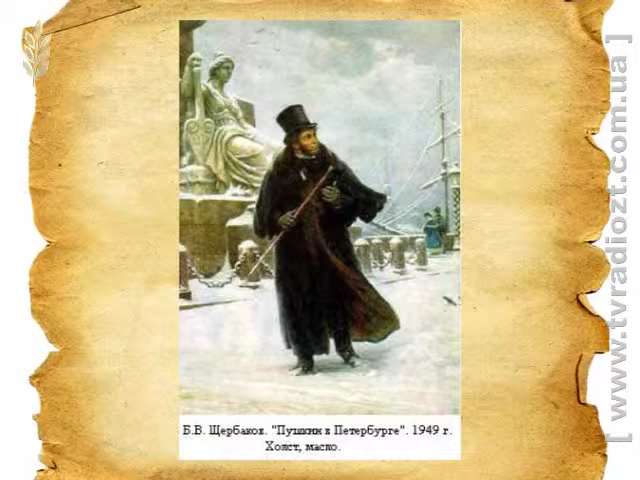 Б.В. Щербаков. "Пушкин в Петербурге". 1949 г.
Холст, масло.
[ www.tvradiozt.com.ua ]